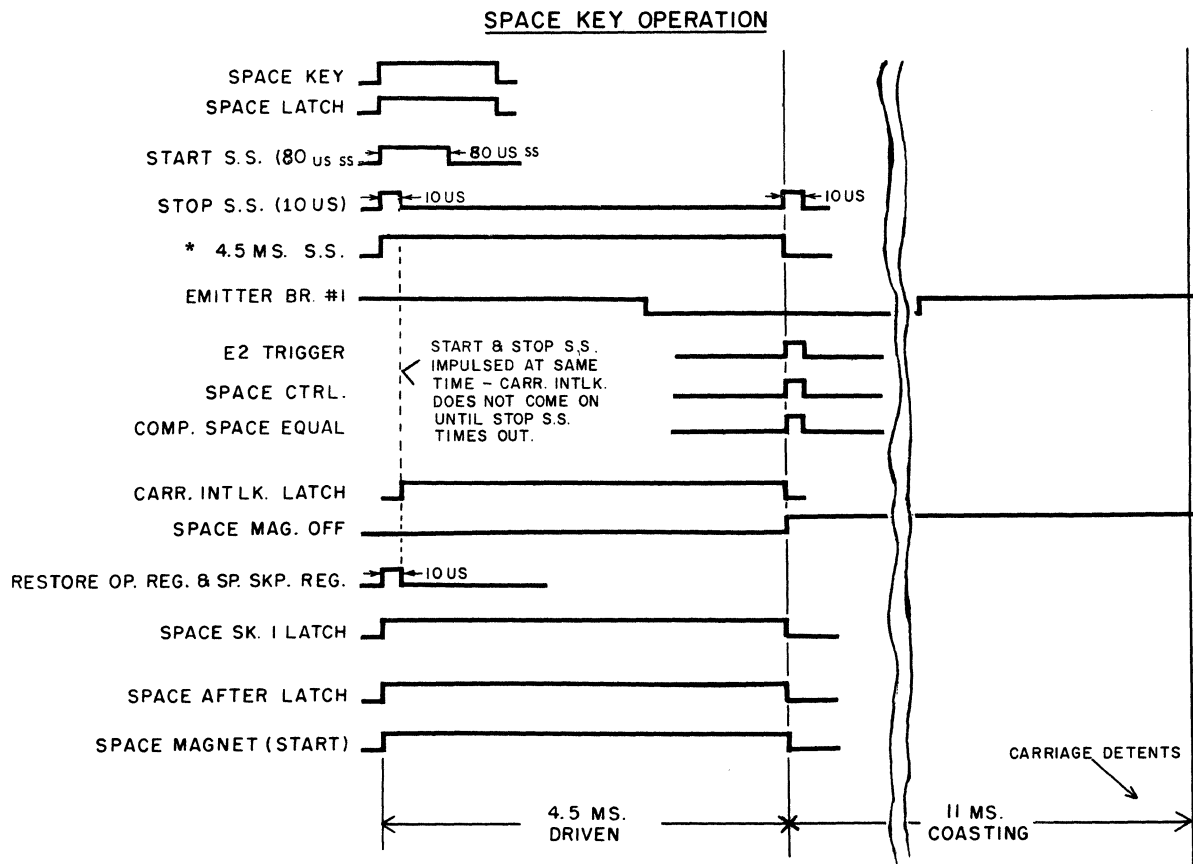 SPACE KEY OPERATION
SPACE KEY
SPACE LATCH
START S.S. (80 US SS
80 US SS
STOP S.S. (10 US)
10 US
10 US
* 4.5 MS. S.S.
EMITTER BR. #1
E2 TRIGGER
SPACE CTRL.
COMP. SPACE EQUAL
START & STOP S.S.
IMPULSED AT SAME
TIME – CARR. INTLK.
DOES NOT COME ON
UNTIL STOP S.S.
TIMES OUT.
CARR. INTLK. LATCH
SPACE MAG. OFF
RESTORE OP. REG. & SP. SKP. REG.
10 US
SPACE SK. 1 LATCH
SPACE AFTER LATCH
SPACE MAGNET (START)
CARRIAGE DETENTS
4.5 MS.
DRIVEN
11 MS.
COASTING